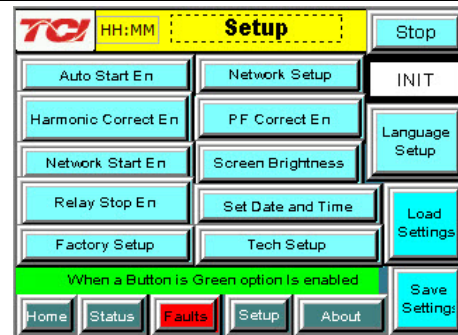 TCI HH:MM Setup Stop
Auto Start En Network Setup INIT
Harmonic Correct En PF Correct En
Language
Setup
Network Start En Screen Brightness
Relay Stop En Set Date and Time
Load
Settings
Factory Setup Tech Setup
When a Button is Green option Is enabled
Save
Settings
Home Status Faults Setup About